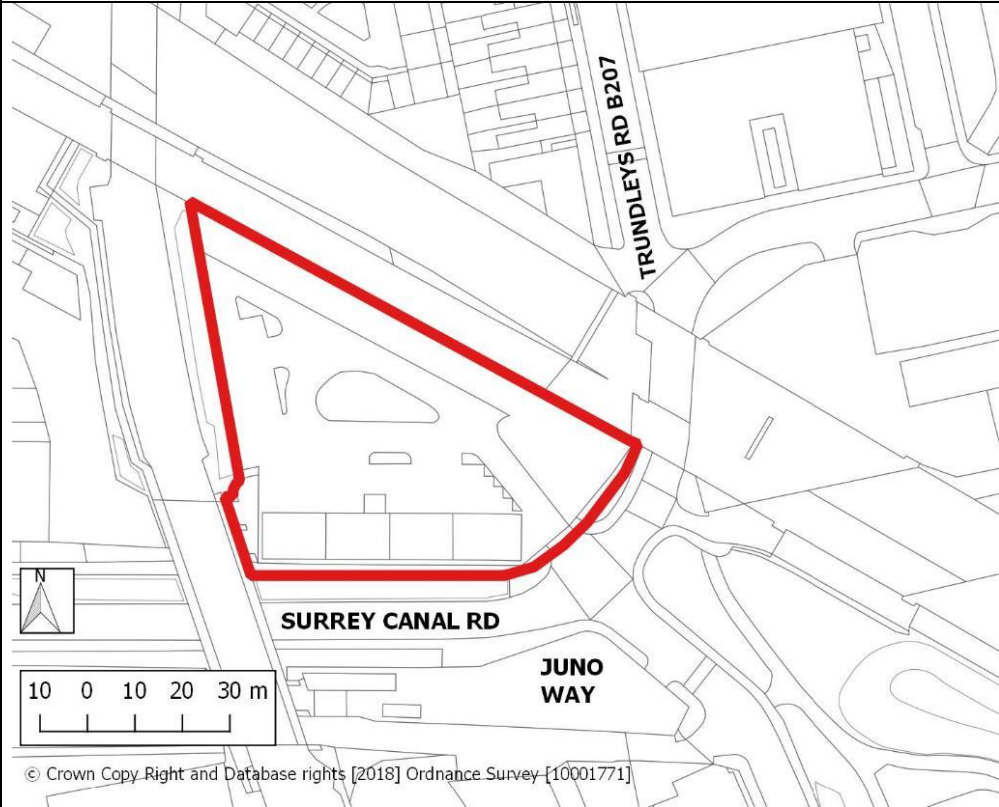 TRUNDLEYS RD B207
SURREY CANAL RD
JUNO
WAY
N
10 0 10 20 30 m
© Crown Copy Right and Database rights [2018] Ordnance Survey [10001771]